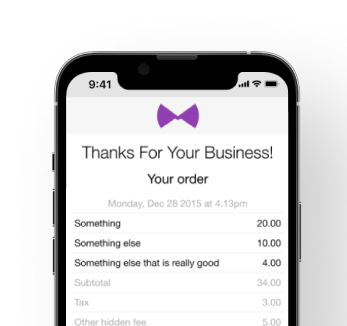 9:41
Thanks For Your Business!
Your order
Monday, Dec 28 2015 at 4.13pm
Something 20.00
Something else 10.00
Something else that is really good 4.00
Subtotal 34.00
Tax 3.00
Other hidden fee 5.00